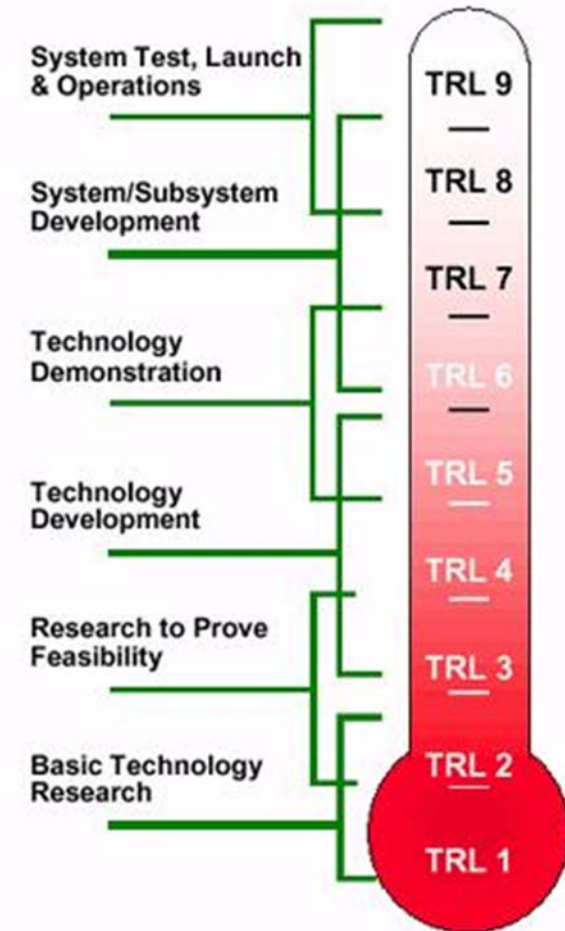 System Test, Launch
& Operations
System/Subsystem
Development
Technology
Demonstration
Technology
Development
Research to Prove
Feasibility
Basic Technology
Research
TRL 9
TRL 8
TRL 7
TRL 6
TRL 5
TRL 4
TRL 3
TRL 2
TRL 1